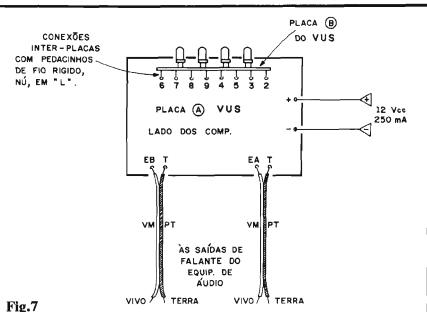 PLACA Ⓑ
DO VUS
CONEXÕES
INTER-PLACAS
COM PEDACINHOS
DE FIO RIGIDO,
NÚ, EM "L".
6 7 8 9 4 5 3 2
PLACA Ⓐ VUS
LADO DOS COMP.
+ +
12 Vcc
250 mA
- -
EB T EA T
VM PT VM PT
ÀS SAÍDAS DE
FALANTE DO
EQUIP. DE
ÁUDIO
VIVO TERRA VIVO TERRA
Fig.7